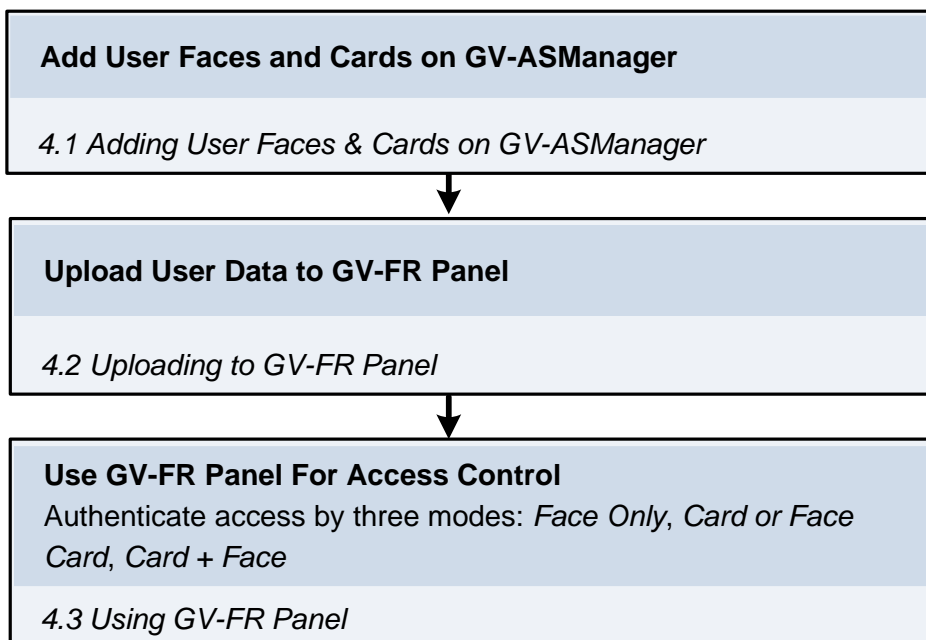 Add User Faces and Cards on GV-ASManager
4.1 Adding User Faces & Cards on GV-ASManager
Upload User Data to GV-FR Panel
4.2 Uploading to GV-FR Panel
Use GV-FR Panel For Access Control
Authenticate access by three modes: Face Only, Card or Face
Card, Card + Face
4.3 Using GV-FR Panel